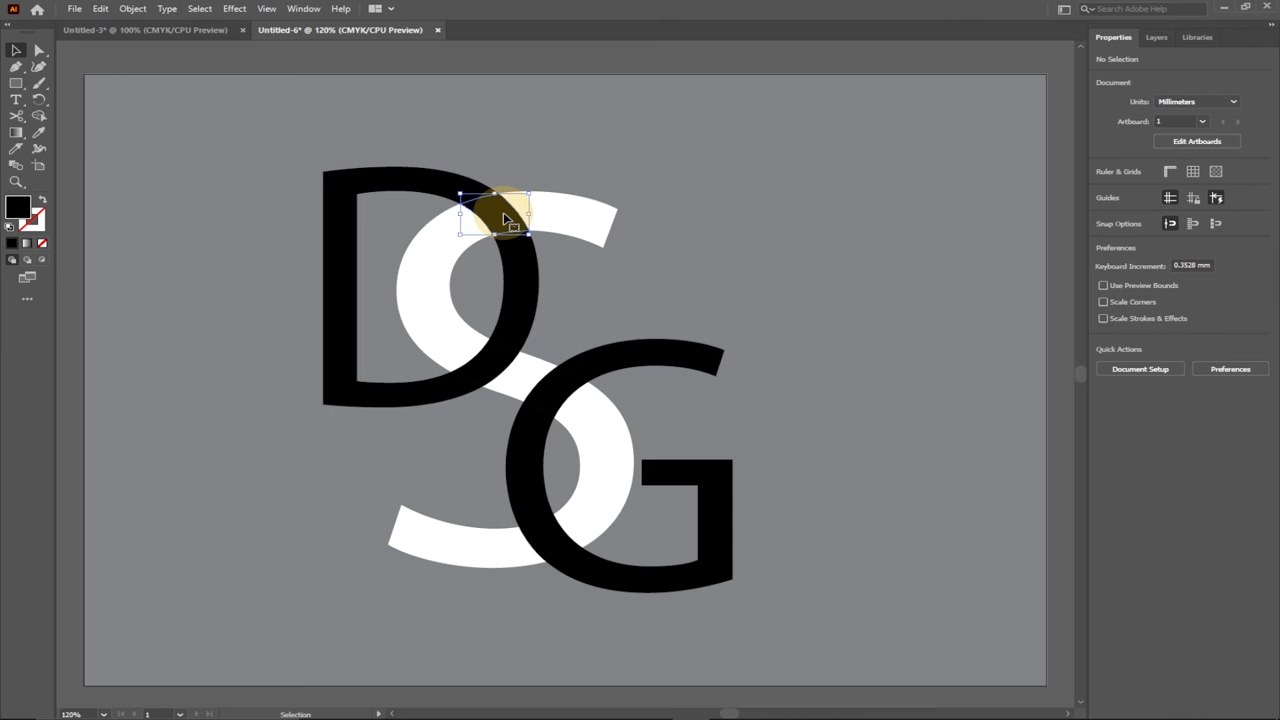 Ai File Edit Object Type Select Effect View Window Help Search Adobe Help
Untitled-3* @ 100% (CMYK/CPU Preview) × Untitled-6* @ 120% (CMYK/CPU Preview) ×
Properties Layers Libraries
No Selection
Document
Units: Millimeters
Artboard: 1
Edit Artboards
Ruler & Grids
Guides
Snap Options
Preferences
Keyboard Increment: 0.3528 mm
Use Preview Bounds
Scale Corners
Scale Strokes & Effects
Quick Actions
Document Setup Preferences
D
S
G
120% 1 Selection